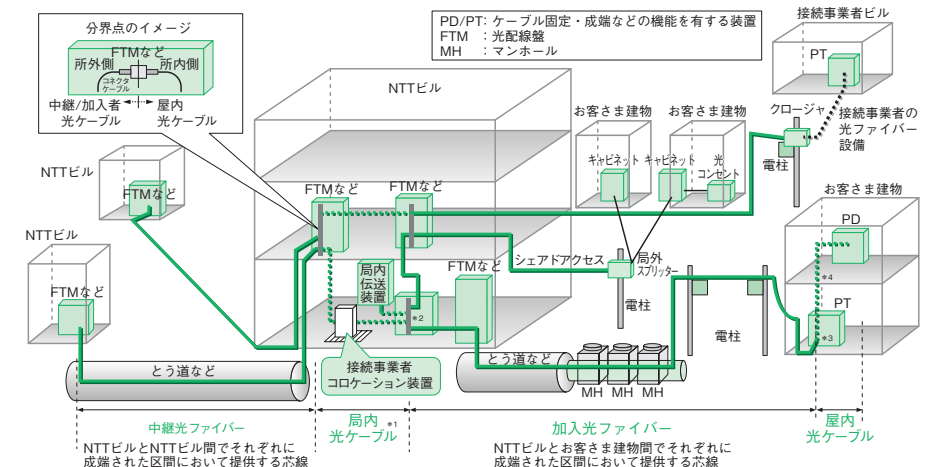 分界点のイメージ
FTMなど
所外側
所内側
コネクタ
ケーブル
中継/加入者
光ケーブル
屋内
光ケーブル
PD/PT：ケーブル固定・成端などの機能を有する装置
FTM ：光配線盤
MH ：マンホール
接続事業者ビル
PT
クロージャ
接続事業者の
光ファイバー
設備
電柱
NTTビル
お客さま建物
お客さま建物
キャビネット
キャビネット
光
コンセント
NTTビル
FTMなど
FTMなど
FTMなど
お客さま建物
PD
*4
PT
*3
NTTビル
FTMなど
局内
伝送
装置
FTMなど
*2
シェアドアクセス
局外
スプリッター
電柱
電柱
接続事業者
コロケーション装置
とう道など
とう道など
MH
MH
MH
中継光ファイバー
NTTビルとNTTビル間でそれぞれに
成端された区間において提供する芯線
局内 *1
光ケーブル
加入光ファイバー
NTTビルとお客さま建物間でそれぞれに
成端された区間において提供する芯線
屋内
光ケーブル